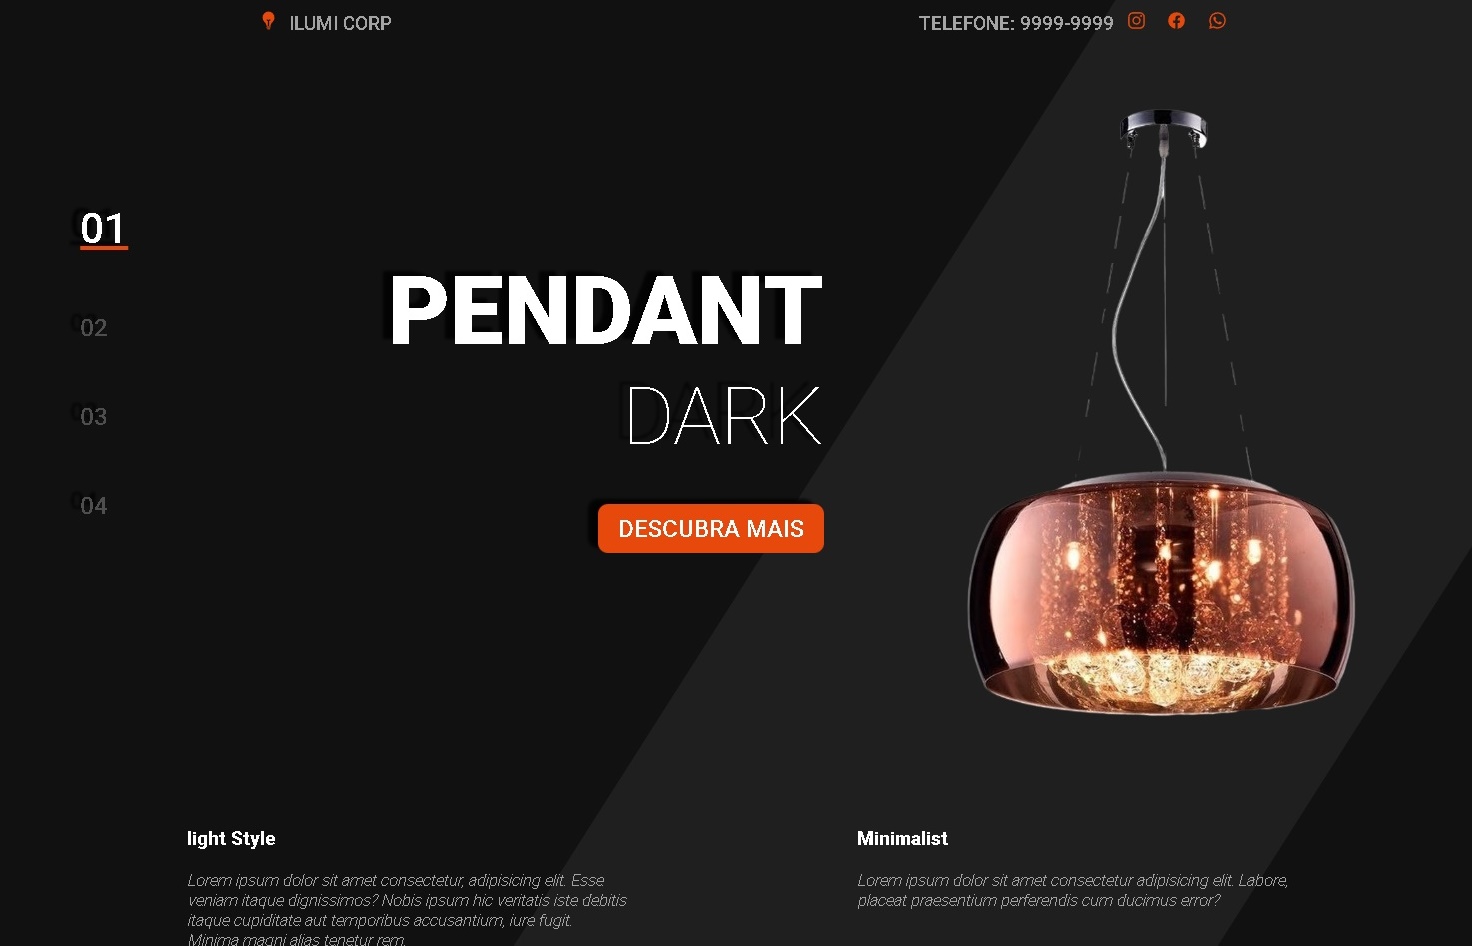 ILUMI CORP
TELEFONE: 9999-9999
01
02
03
04
PENDANT
DARK
DESCUBRA MAIS
light Style
Lorem ipsum dolor sit amet consectetur, adipisicing elit. Esse
veniam itaque dignissimos? Nobis ipsum hic veritatis iste debitis
itaque cupiditate aut temporibus accusantium, iure fugit.
Minima magni alias tenetur rem.
Minimalist
Lorem ipsum dolor sit amet consectetur adipisicing elit. Labore,
placeat praesentium perferendis cum ducimus error?